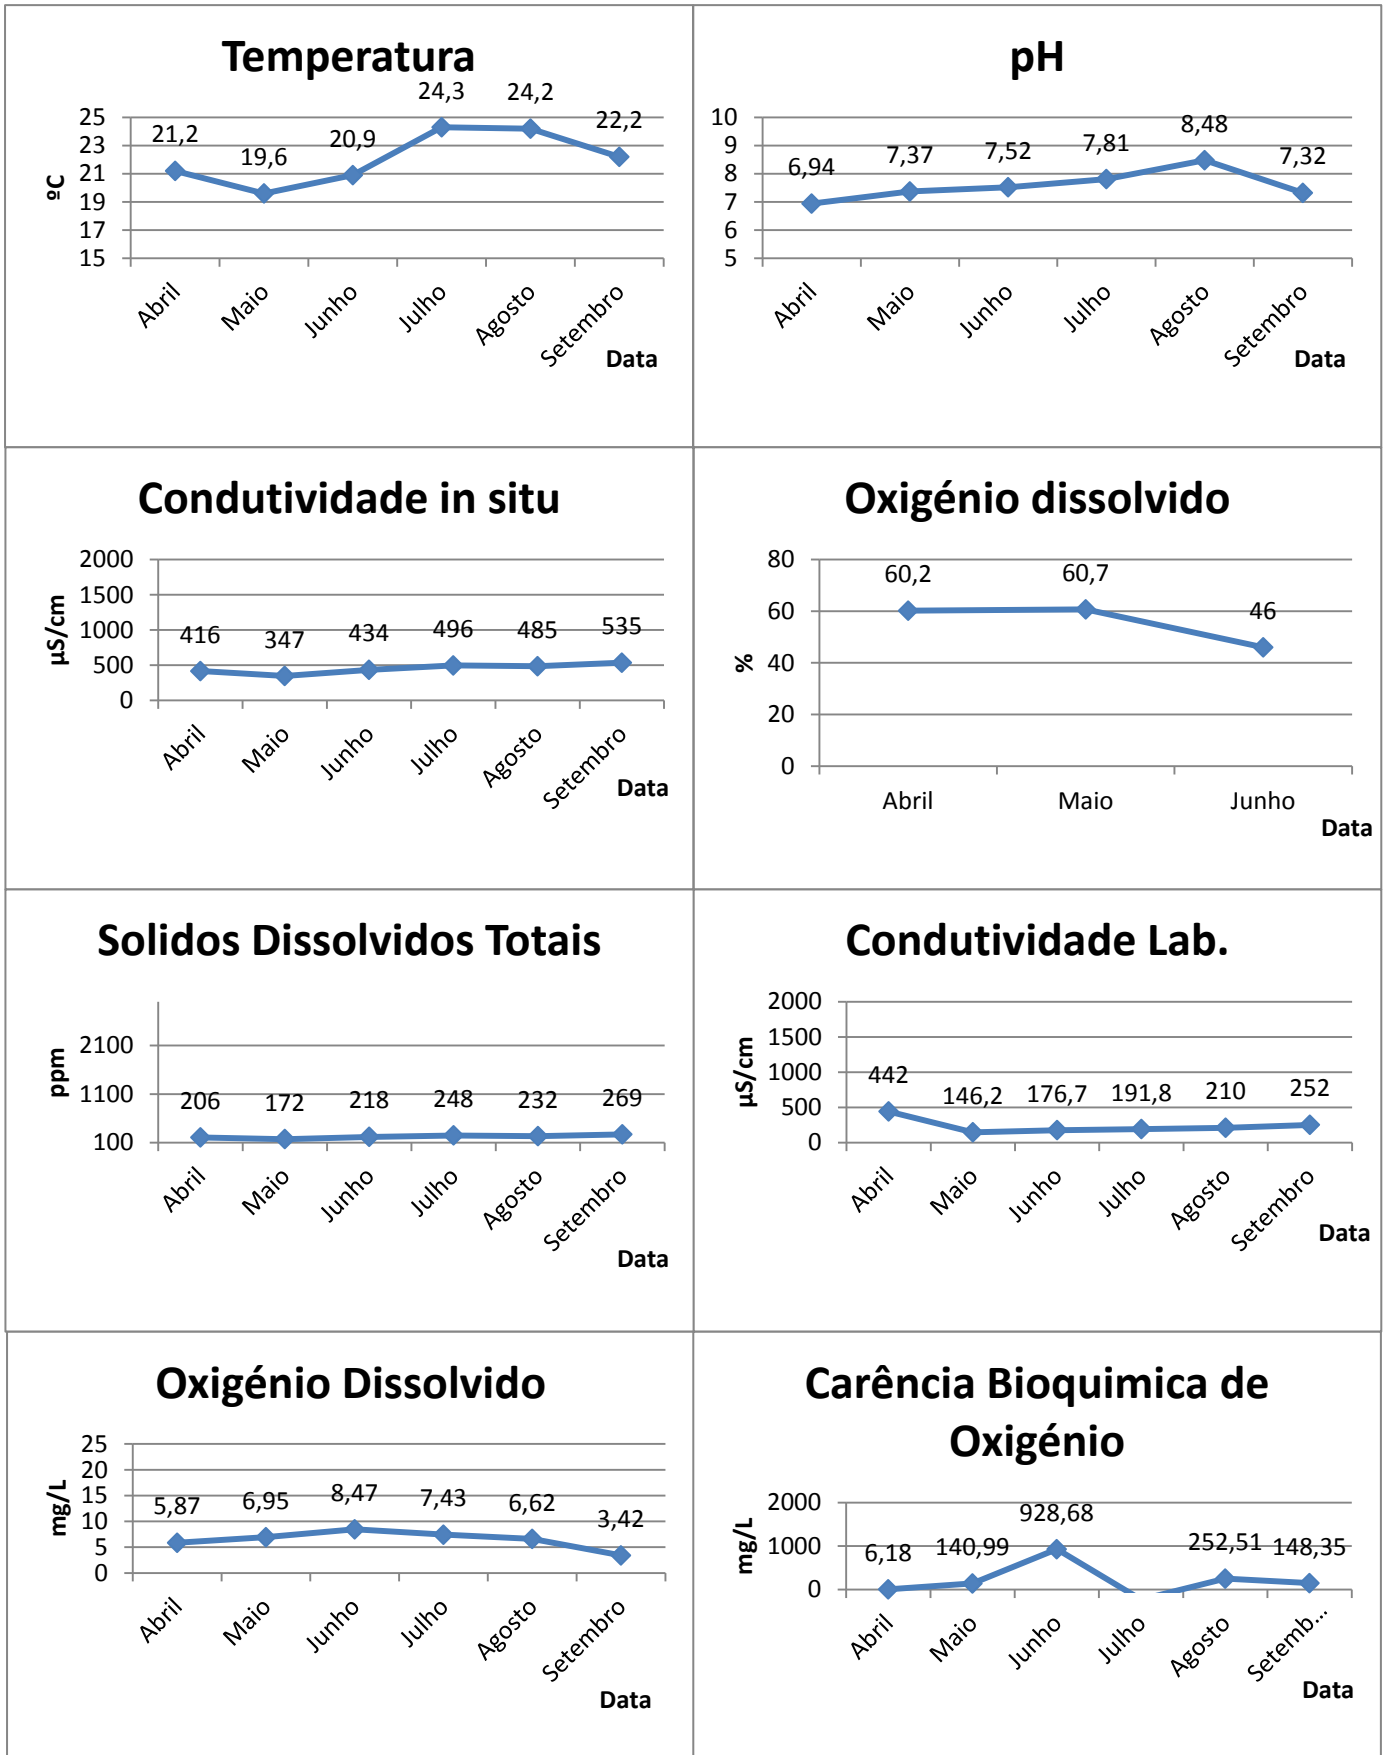 Temperatura
ºC
25
23
21
19
17
15
21,2
19,6
20,9
24,3
24,2
22,2
Abril
Maio
Junho
Julho
Agosto
Setembro
Data
pH
10
9
8
7
6
5
6,94
7,37
7,52
7,81
8,48
7,32
Abril
Maio
Junho
Julho
Agosto
Setembro
Data
Condutividade in situ
µS/cm
2000
1500
1000
500
0
416
347
434
496
485
535
Abril
Maio
Junho
Julho
Agosto
Setembro
Data
Oxigénio dissolvido
%
80
60
40
20
0
60,2
60,7
46
Abril
Maio
Junho
Data
Solidos Dissolvidos Totais
ppm
2100
1100
100
206
172
218
248
232
269
Abril
Maio
Junho
Julho
Agosto
Setembro
Data
Condutividade Lab.
µS/cm
2000
1500
1000
500
0
442
146,2
176,7
191,8
210
252
Abril
Maio
Junho
Julho
Agosto
Setembro
Data
Oxigénio Dissolvido
mg/L
25
20
15
10
5
0
5,87
6,95
8,47
7,43
6,62
3,42
Abril
Maio
Junho
Julho
Agosto
Setembro
Data
Carência Bioquimica de
Oxigénio
mg/L
2000
1000
0
6,18
140,99
928,68
252,51
148,35
Abril
Maio
Junho
Julho
Agosto
Setemb...
Data